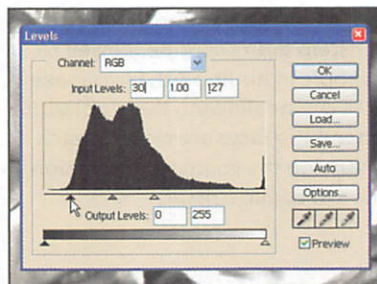 Levels
Channel: RGB
OK
Input Levels: 30 1.00 127
Cancel
Load...
Save...
Auto
Options...
Output Levels: 0 255
Preview